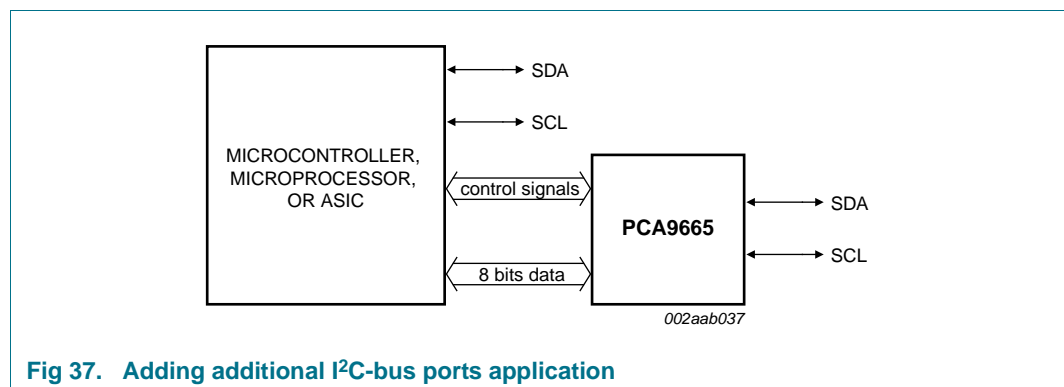 SDA
SCL
MICROCONTROLLER,
MICROPROCESSOR,
OR ASIC
control signals
8 bits data
PCA9665
SDA
SCL
002aab037
Fig 37. Adding additional I²C-bus ports application